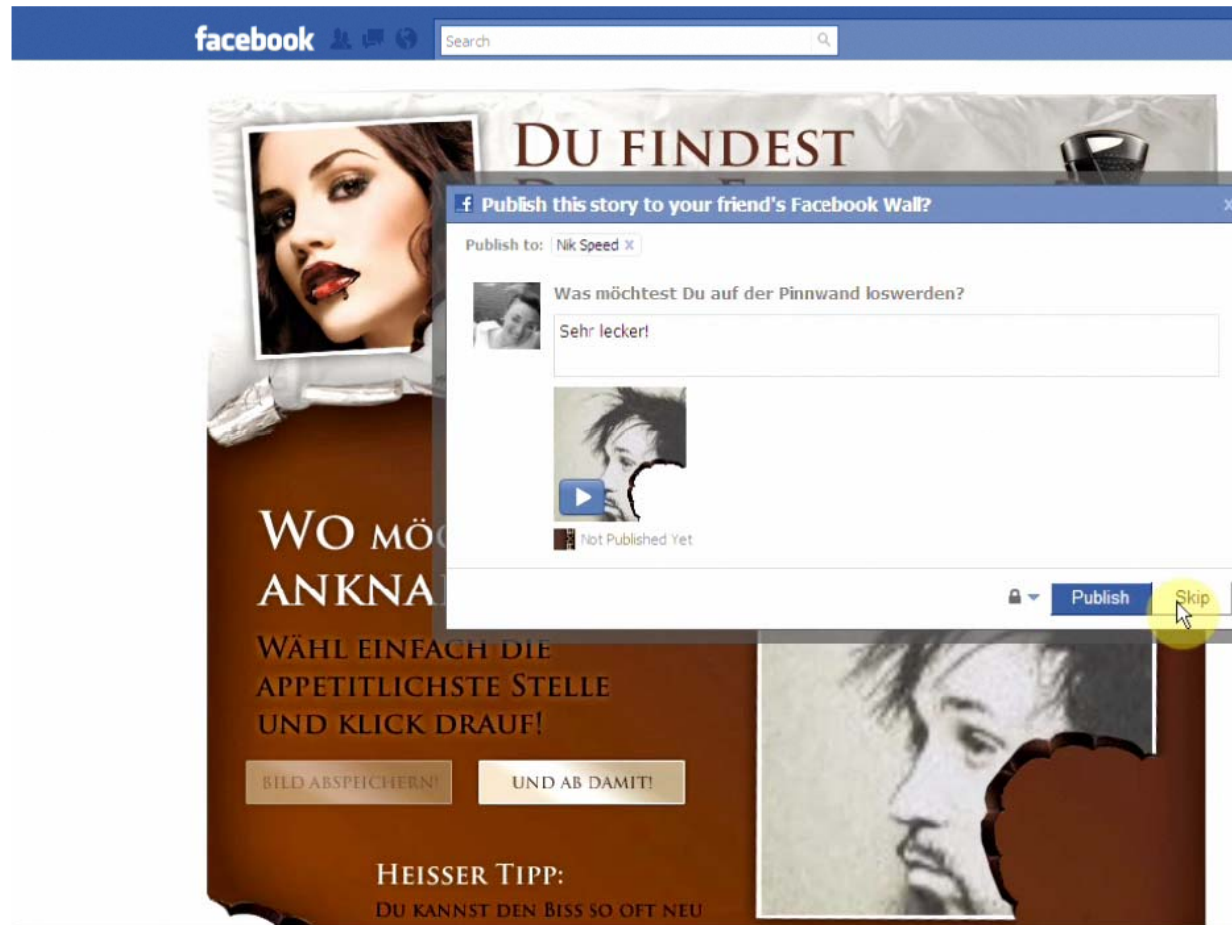 facebook
Search
DU FINDEST
Publish this story to your friend's Facebook Wall?
x
Publish to: Nik Speed x
Was möchtest Du auf der Pinnwand loswerden?
Sehr lecker!
Not Published Yet
Publish Skip
WO
WÄHL EINFACH DIE
APPETITLICHSTE STELLE
UND KLICK DRAUF!
BILD ABSPEICHERN! UND AB DAMIT!
HEISSER TIPP:
DU KANNST DEN BISS SO OFT NEU